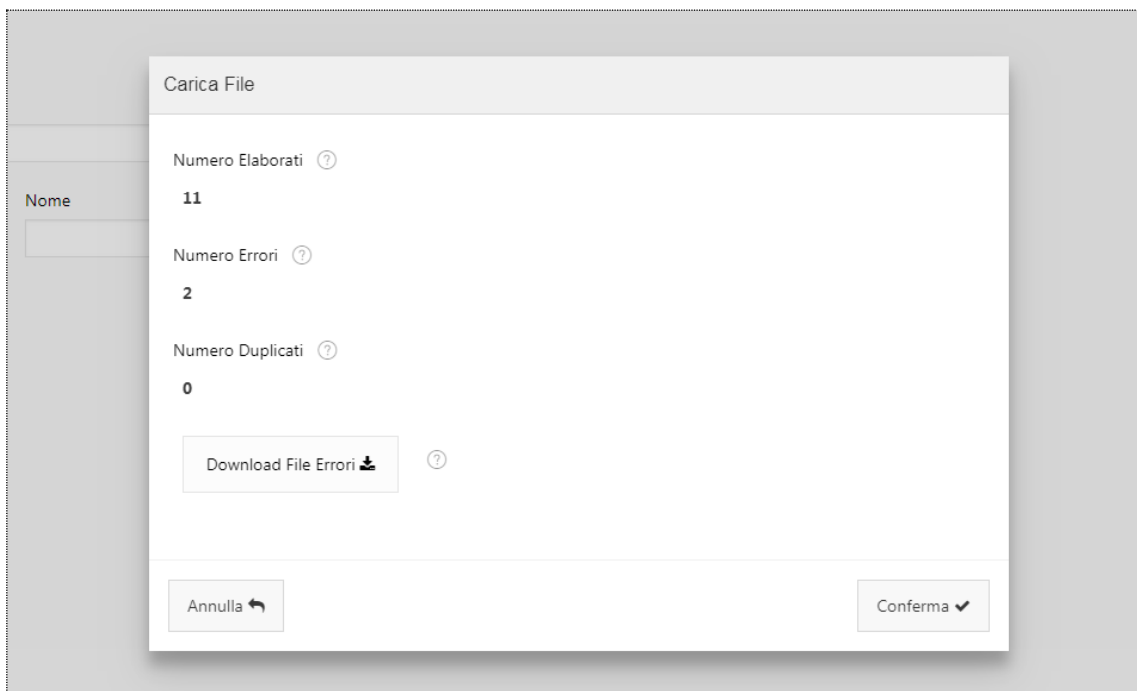 Carica File
Numero Elaborati ?
11
Nome
Numero Errori ?
2
Numero Duplicati ?
0
Download File Errori ?
Annulla
Conferma